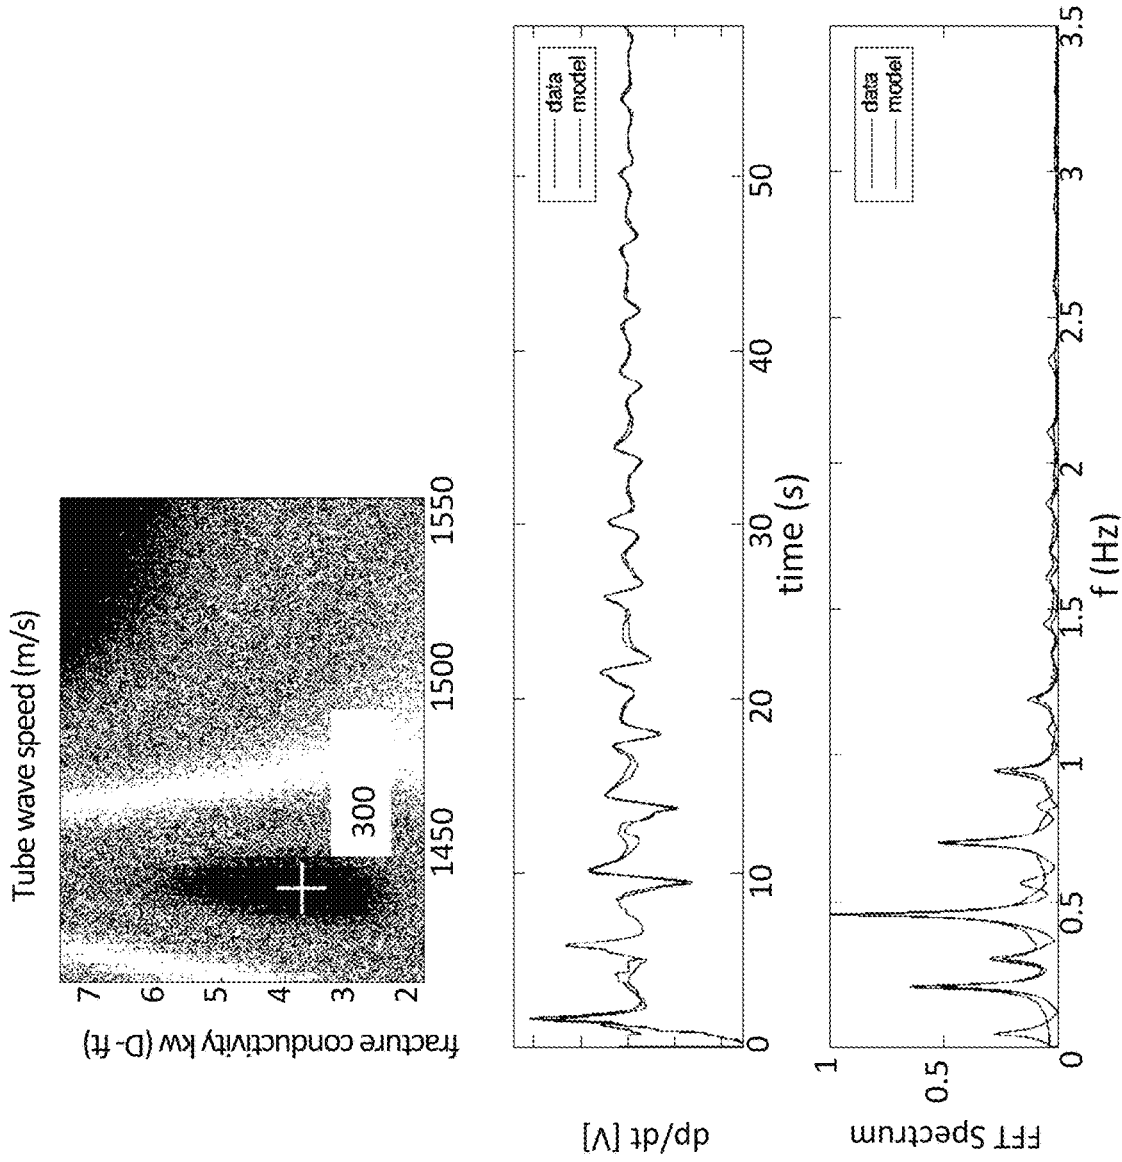 Tube wave speed (m/s)
1450
1500
1550
fracture conductivity kw (D-ft)
7
6
5
4
3
2
300
dp/dt [V]
data
model
0
10
20
30
40
50
time (s)
FFT Spectrum
1
0.5
data
model
0
0.5
1
1.5
2
2.5
3
3.5
f (Hz)